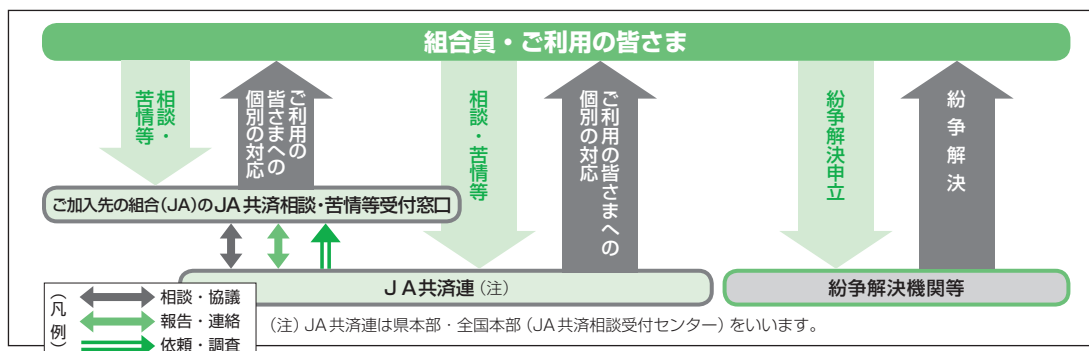 組合員・ご利用の皆さま
相談・
苦情等
ご利用の
皆さまへの
個別の対応
相談・苦情等
ご利用の皆さまへの
個別の対応
紛争解決申立
紛争解決
ご加入先の組合(JA)のJA共済相談・苦情等受付窓口
JA共済連(注)
紛争解決機関等
(凡例)
相談・協議
報告・連絡
依頼・調査
(注)JA共済連は県本部・全国本部(JA共済相談受付センター)をいいます。